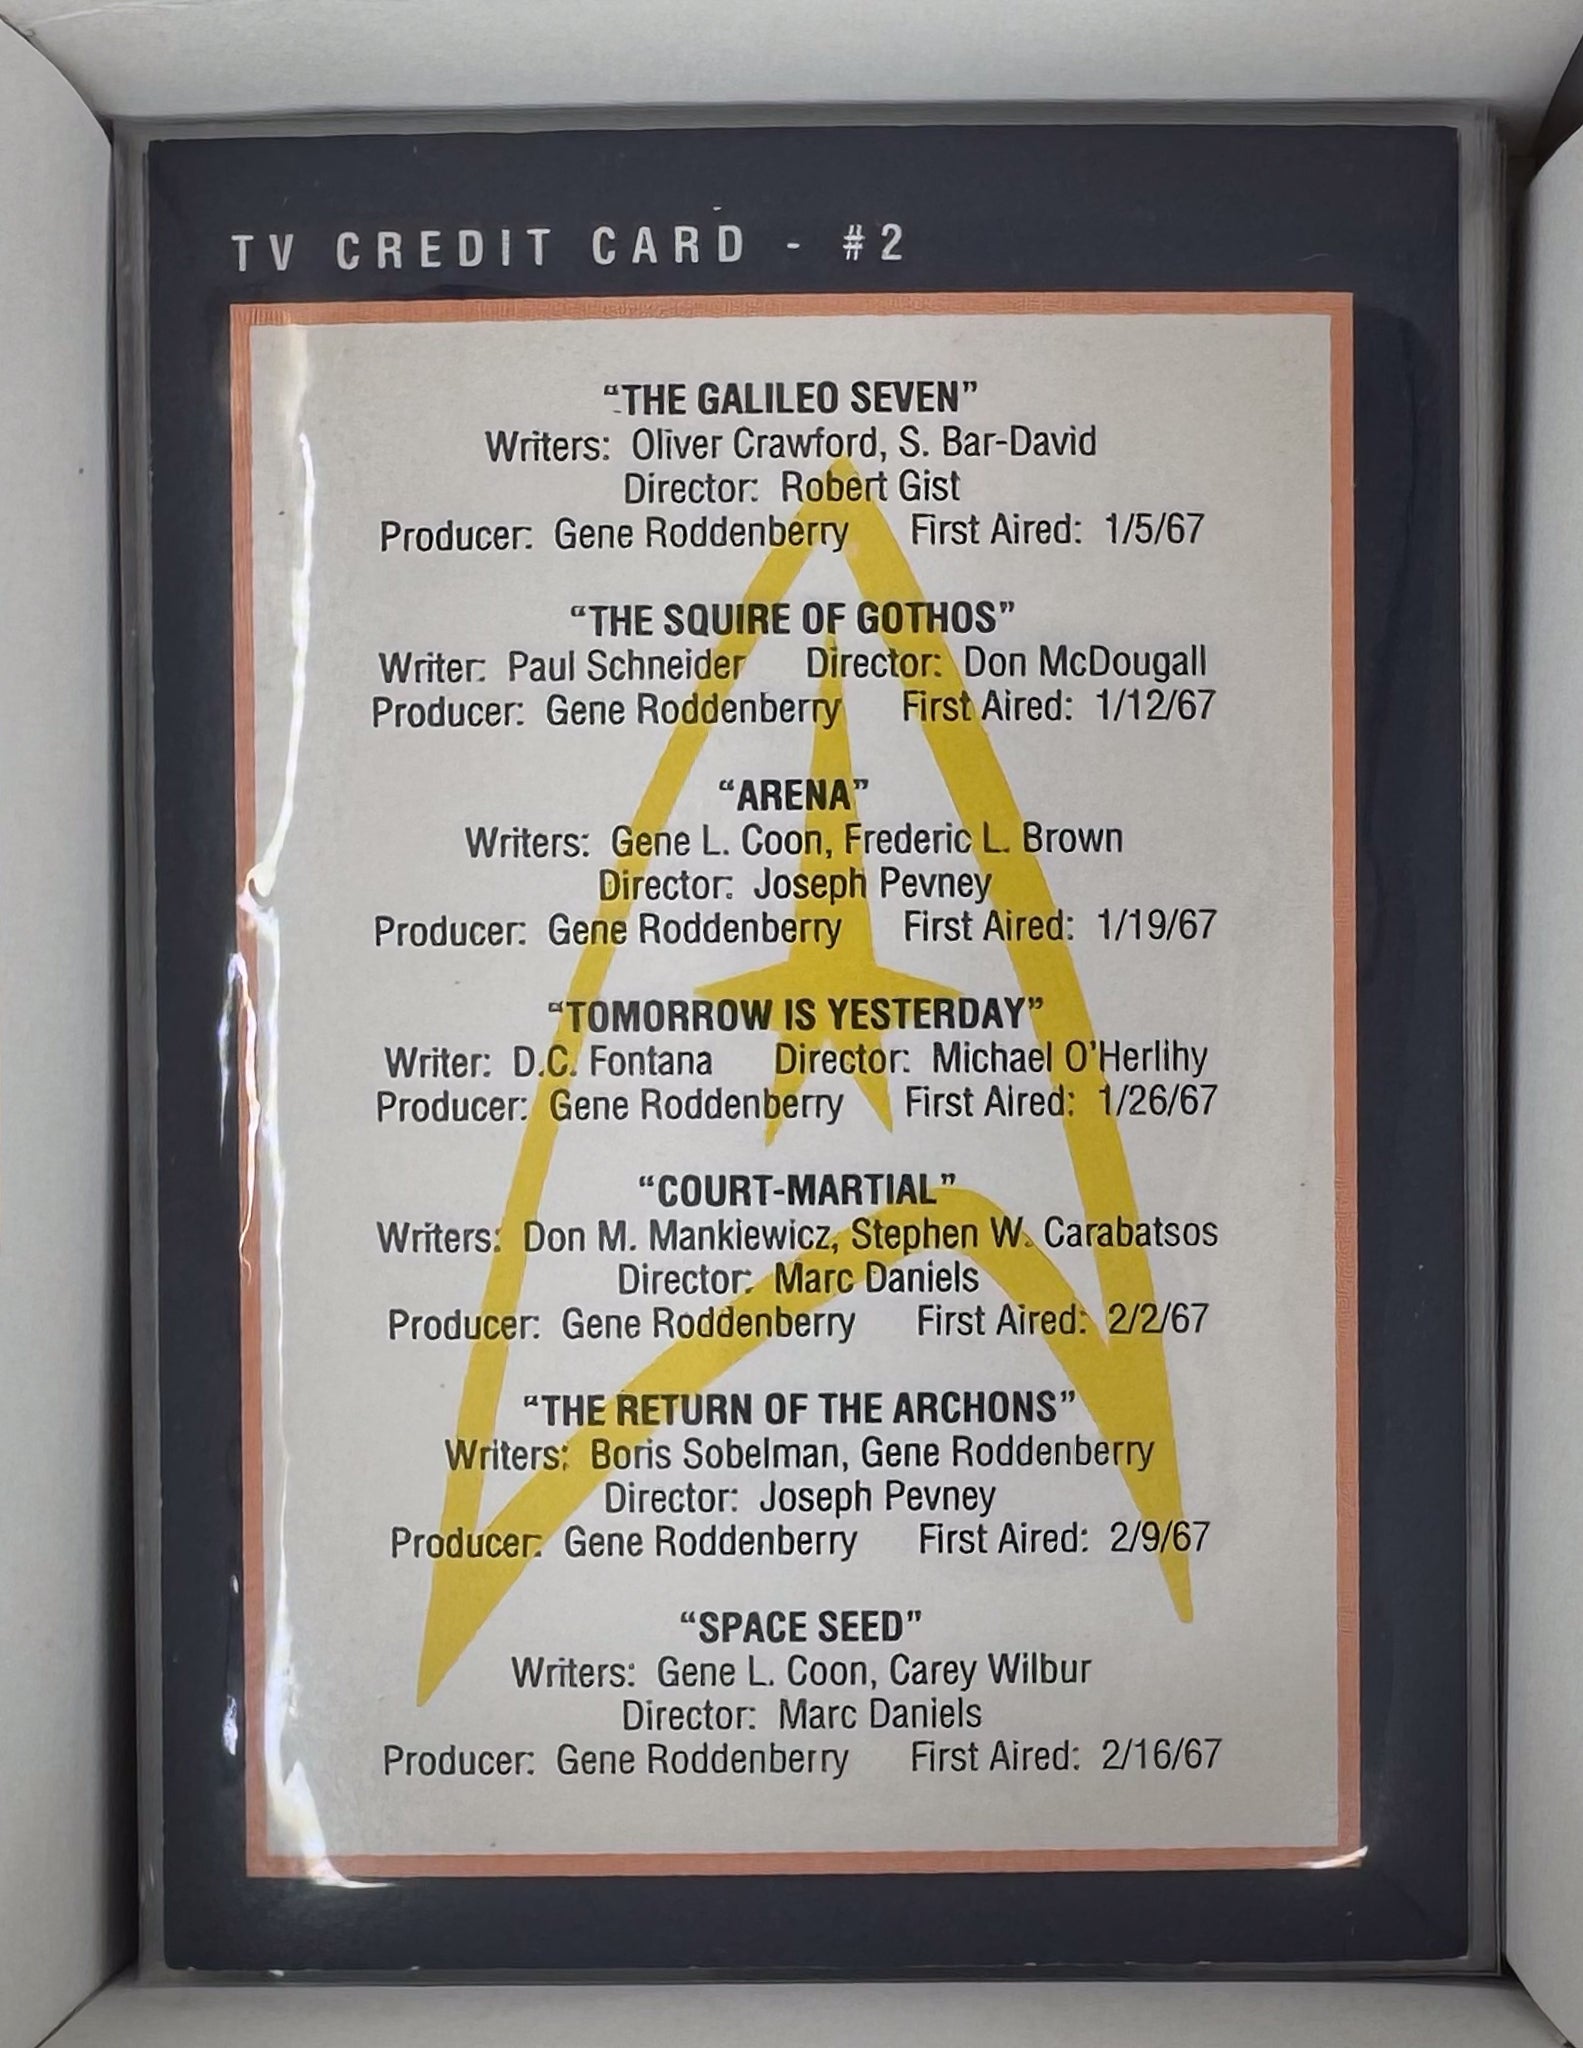 TV CREDIT CARD - #2
“THE GALILEO SEVEN”
Writers: Oliver Crawford, S. Bar-David
Director: Robert Gist
Producer: Gene Roddenberry First Aired: 1/5/67
“THE SQUIRE OF GOTHOS”
Writer: Paul Schneider Director: Don McDougall
Producer: Gene Roddenberry First Aired: 1/12/67
“ARENA”
Writers: Gene L. Coon, Frederic L. Brown
Director: Joseph Pevney
Producer: Gene Roddenberry First Aired: 1/19/67
“TOMORROW IS YESTERDAY”
Writer: D.C. Fontana Director: Michael O'Herlihy
Producer: Gene Roddenberry First Aired: 1/26/67
“COURT-MARTIAL”
Writers: Don M. Mankiewicz, Stephen W. Carabatsos
Director: Marc Daniels
Producer: Gene Roddenberry First Aired: 2/2/67
“THE RETURN OF THE ARCHONS”
Writers: Boris Sobelman, Gene Roddenberry
Director: Joseph Pevney
Producer: Gene Roddenberry First Aired: 2/9/67
“SPACE SEED”
Writers: Gene L. Coon, Carey Wilbur
Director: Marc Daniels
Producer: Gene Roddenberry First Aired: 2/16/67